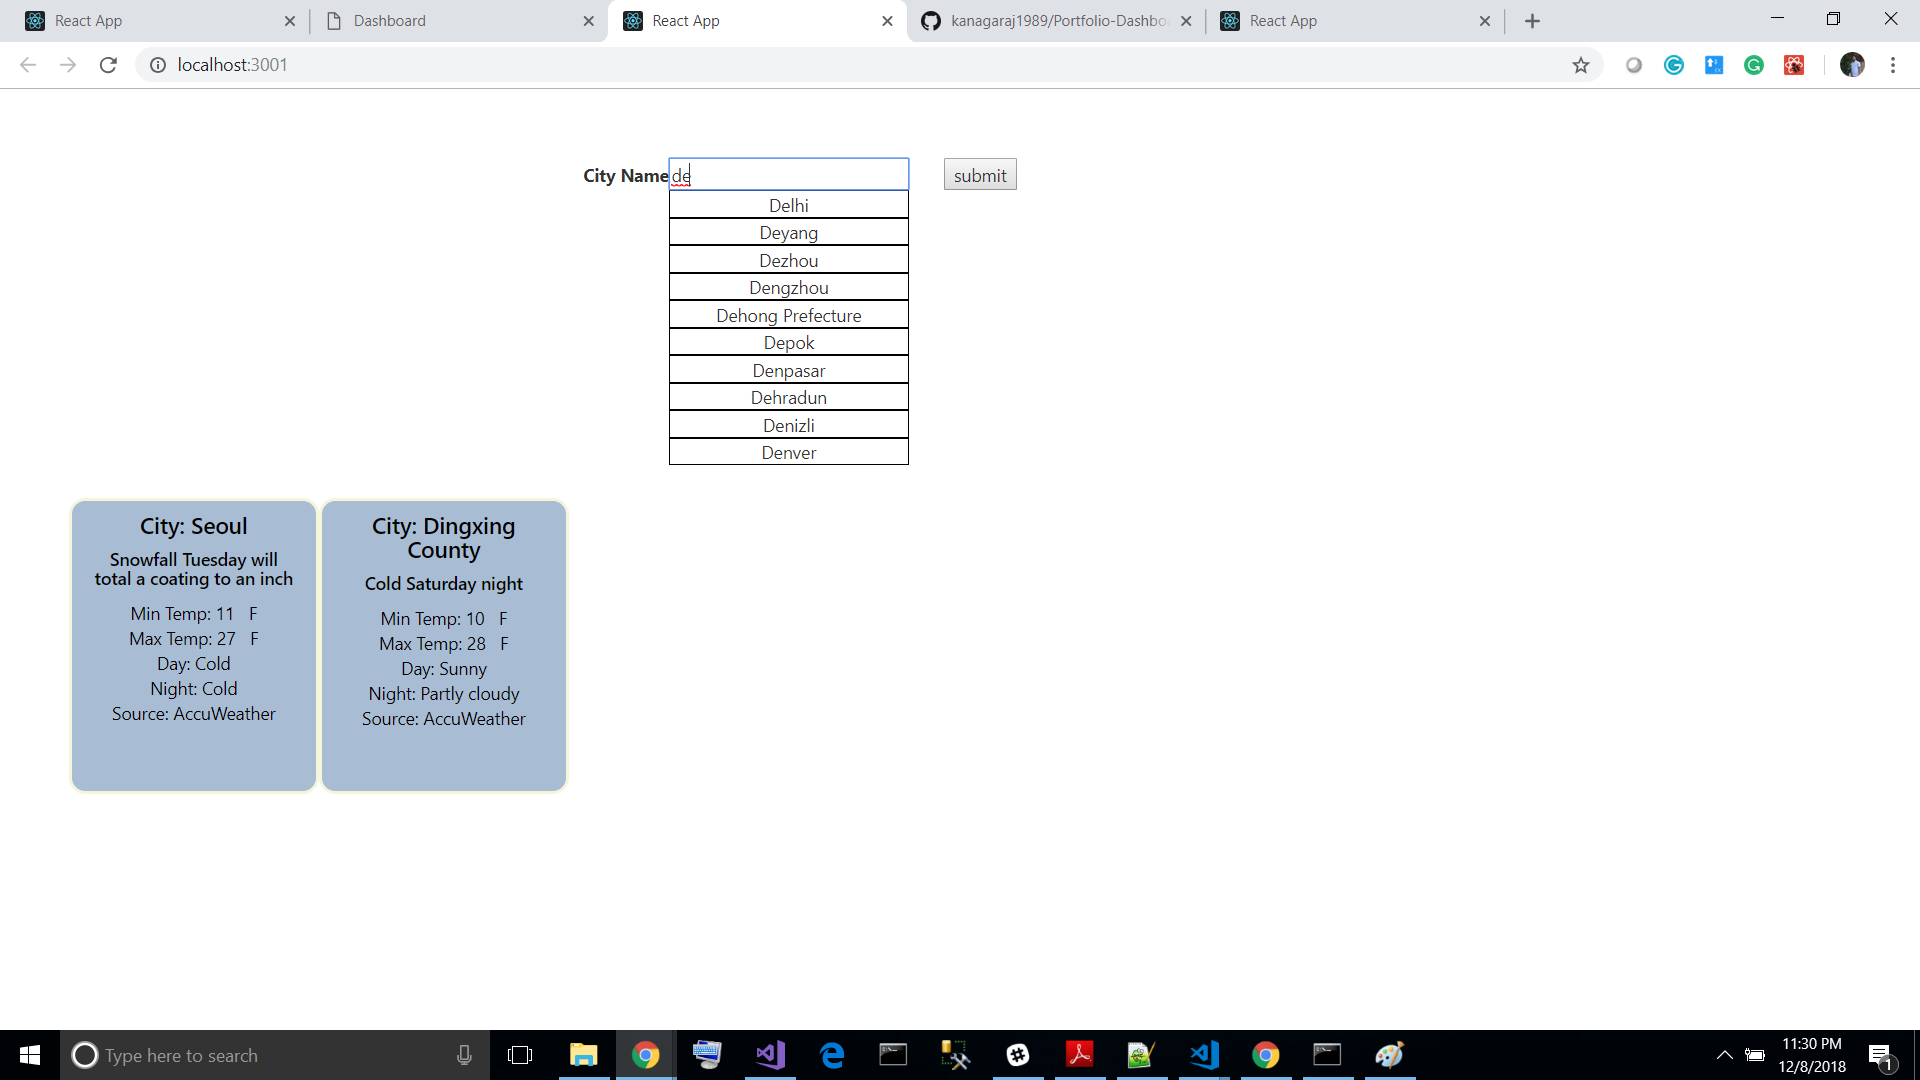 React App
Dashboard
React App
kanagaraj1989/Portfolio-Dashbo
React App
localhost:3001
City Name
de
submit
Delhi
Deyang
Dezhou
Dengzhou
Dehong Prefecture
Depok
Denpasar
Dehradun
Denizli
Denver
City: Seoul
Snowfall Tuesday will
total a coating to an inch
Min Temp: 11 F
Max Temp: 27 F
Day: Cold
Night: Cold
Source: AccuWeather
City: Dingxing
County
Cold Saturday night
Min Temp: 10 F
Max Temp: 28 F
Day: Sunny
Night: Partly cloudy
Source: AccuWeather
Type here to search
11:30 PM
12/8/2018
1